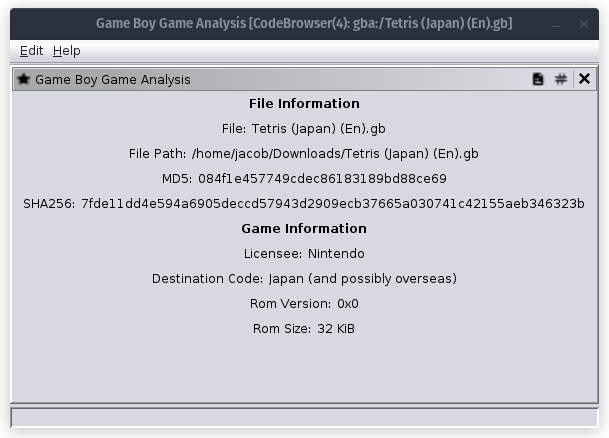 Game Boy Game Analysis [CodeBrowser(4): gba:/Tetris (Japan) (En).gb]
Edit Help
Game Boy Game Analysis
File Information
File: Tetris (Japan) (En).gb
File Path: /home/jacob/Downloads/Tetris (Japan) (En).gb
MD5: 084f1e457749cdec86183189bd88ce69
SHA256: 7fde11dd4e594a6905deccd57943d2909ecb37665a030741c42155aeb346323b
Game Information
Licensee: Nintendo
Destination Code: Japan (and possibly overseas)
Rom Version: 0x0
Rom Size: 32 KiB